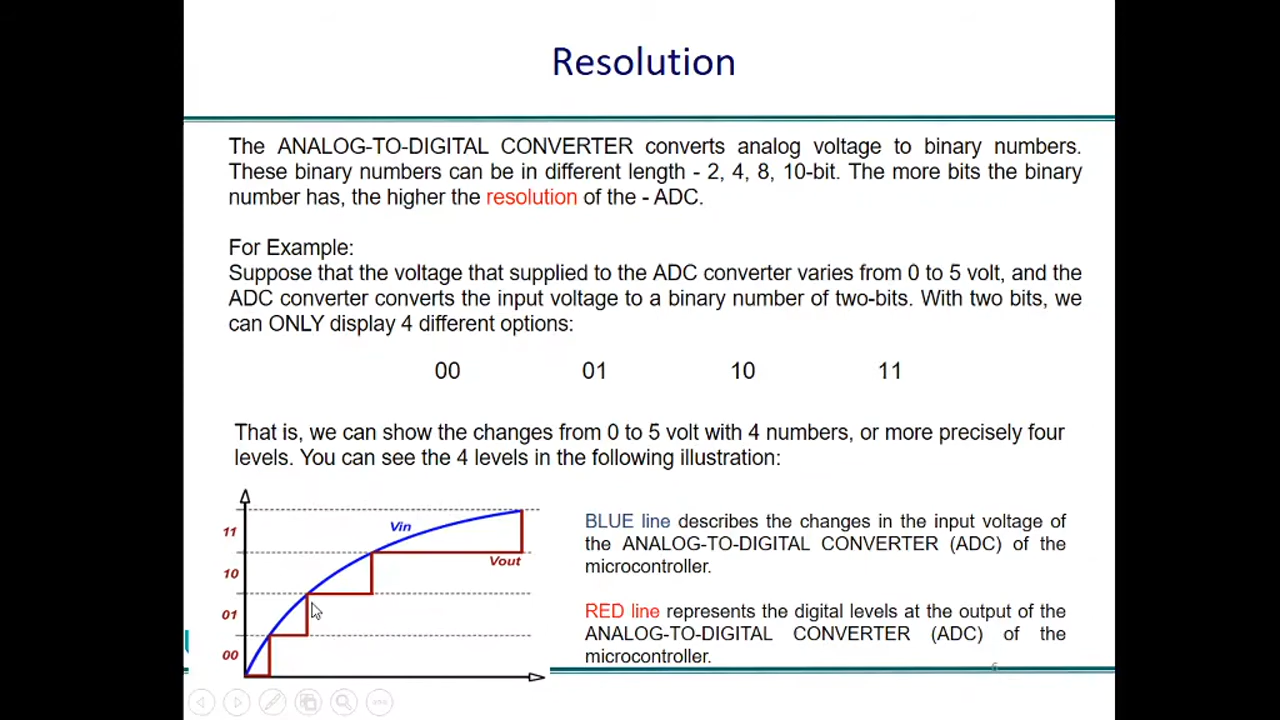 Resolution
The ANALOG-TO-DIGITAL CONVERTER converts analog voltage to binary numbers.
These binary numbers can be in different length - 2, 4, 8, 10-bit. The more bits the binary
number has, the higher the resolution of the - ADC.
For Example:
Suppose that the voltage that supplied to the ADC converter varies from 0 to 5 volt, and the
ADC converter converts the input voltage to a binary number of two-bits. With two bits, we
can ONLY display 4 different options:
00 01 10 11
That is, we can show the changes from 0 to 5 volt with 4 numbers, or more precisely four
levels. You can see the 4 levels in the following illustration:
11
10
01
00
Vin
Vout
BLUE line describes the changes in the input voltage of
the ANALOG-TO-DIGITAL CONVERTER (ADC) of the
microcontroller.
RED line represents the digital levels at the output of the
ANALOG-TO-DIGITAL CONVERTER (ADC) of the
microcontroller.